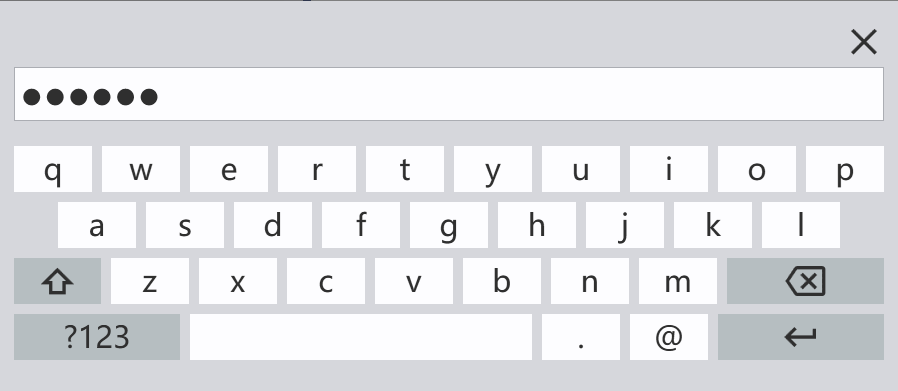 ●●●●●●
q w e r t y u i o p
a s d f g h j k l
z x c v b n m
?123 . @